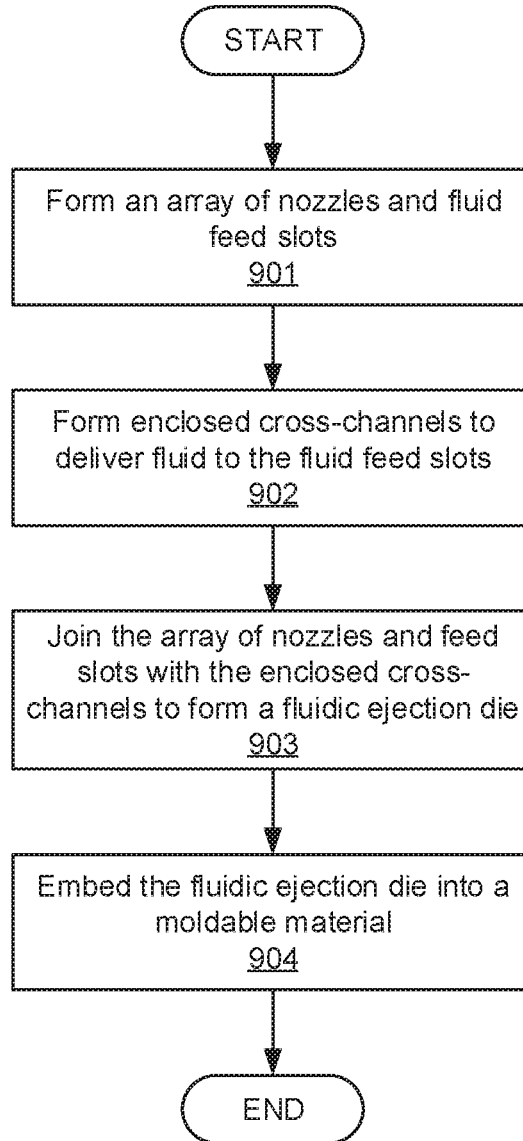 START
Form an array of nozzles and fluid
feed slots
901
Form enclosed cross-channels to
deliver fluid to the fluid feed slots
902
Join the array of nozzles and feed
slots with the enclosed cross-
channels to form a fluidic ejection die
903
Embed the fluidic ejection die into a
moldable material
904
END